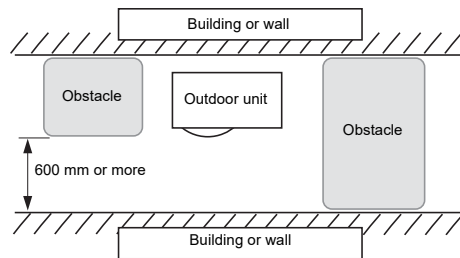 Building or wall
Obstacle
Outdoor unit
Obstacle
600 mm or more
Building or wall